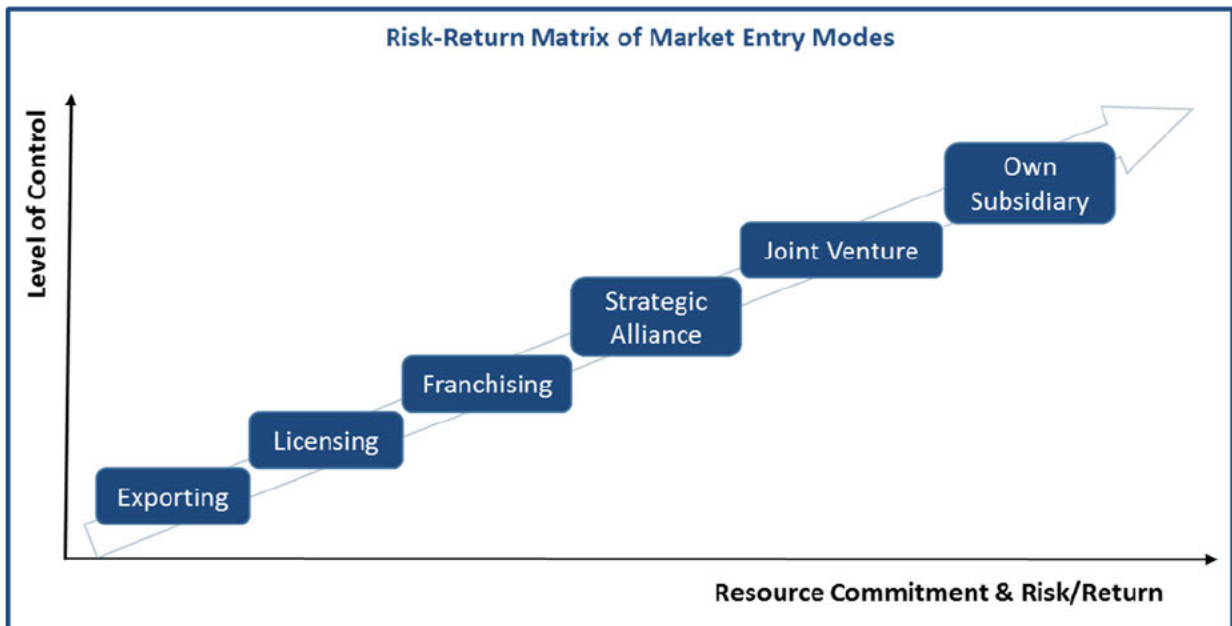 Risk-Return Matrix of Market Entry Modes
Level of Control
Own
Subsidiary
Joint Venture
Strategic
Alliance
Franchising
Licensing
Exporting
Resource Commitment & Risk/Return